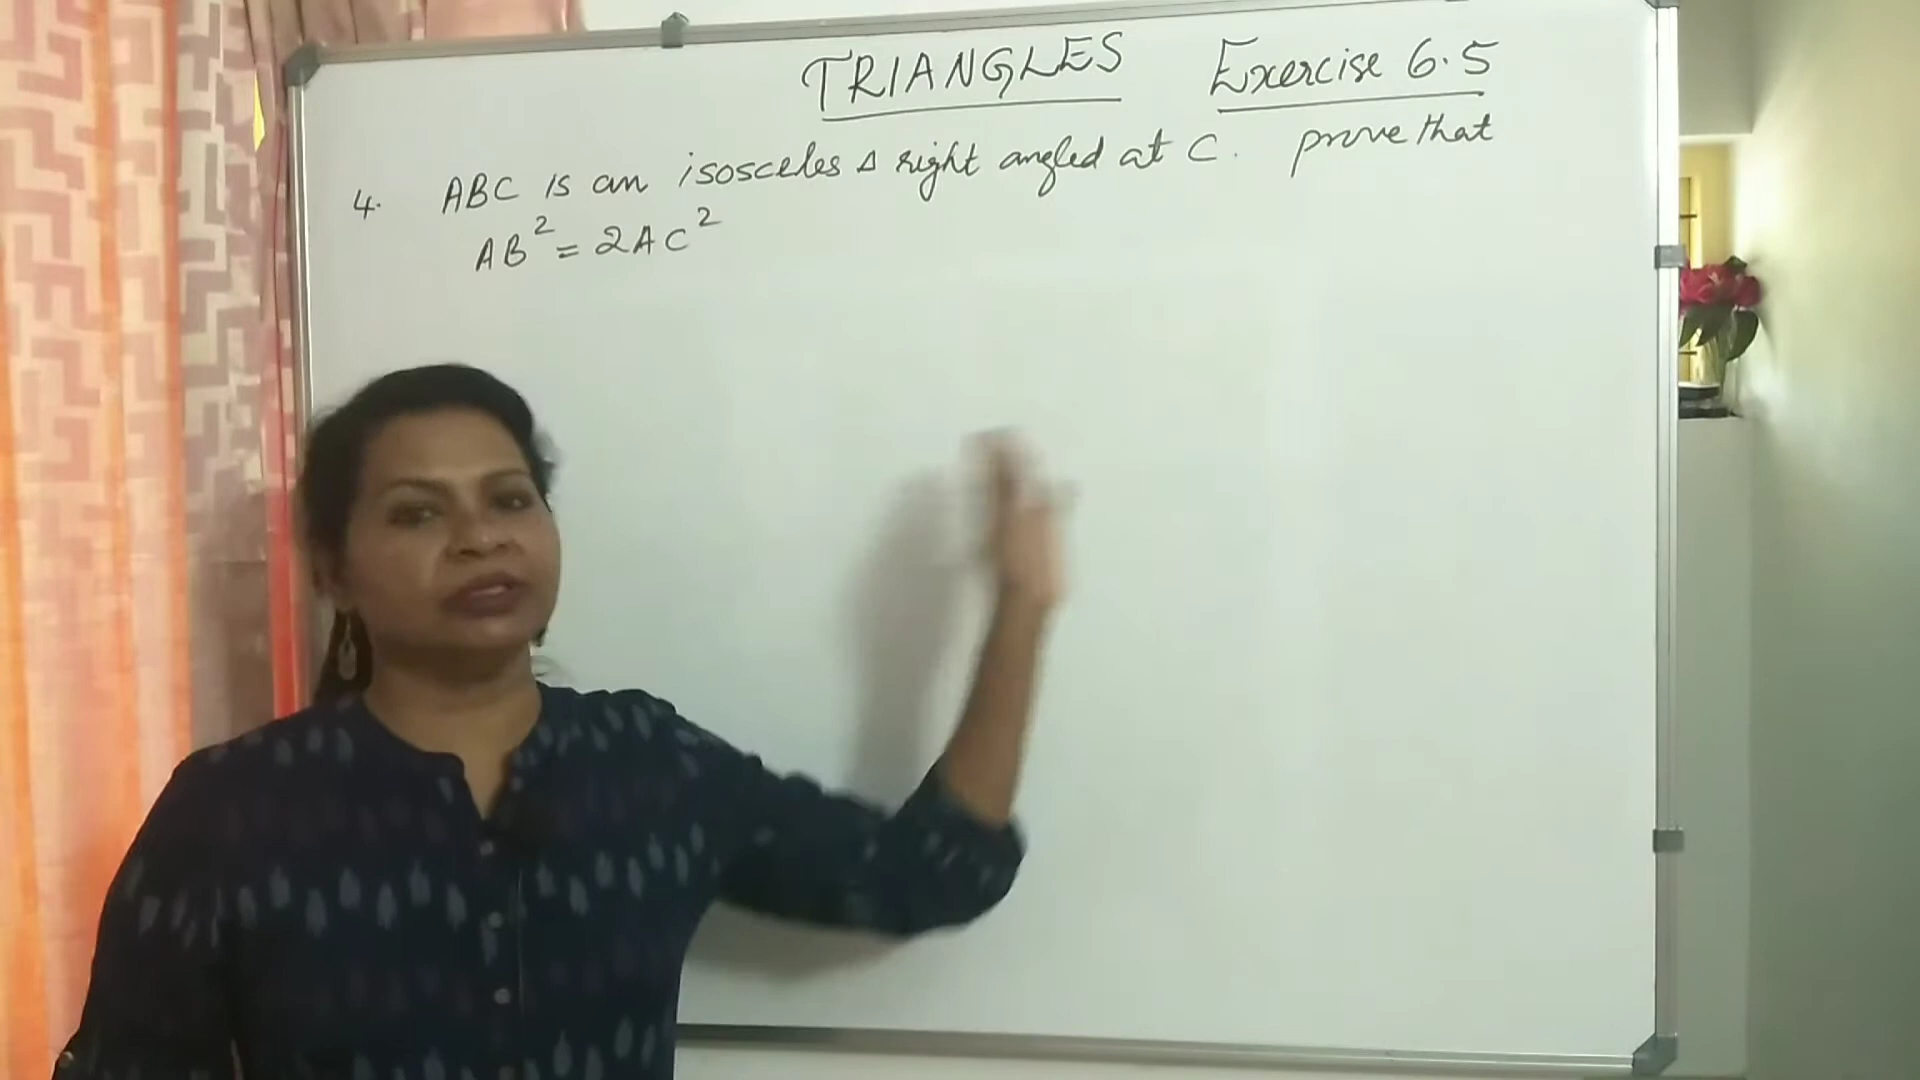 TRIANGLES Exercise 6.5
4. ABC is an isosceles Δ right angled at C. prove that
AB² = 2AC²